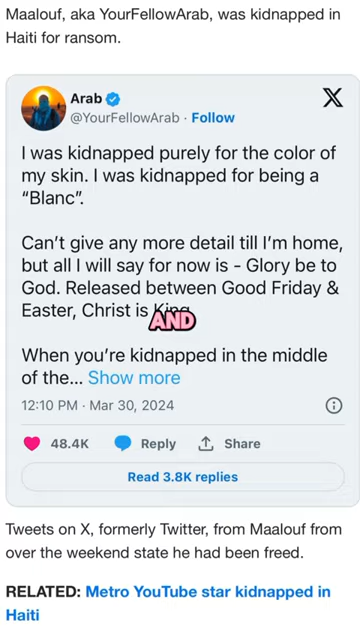 Maalouf, aka YourFellowArab, was kidnapped in
Haiti for ransom.
Arab
@YourFellowArab · Follow
I was kidnapped purely for the color of
my skin. I was kidnapped for being a
“Blanc”.
Can’t give any more detail till I’m home,
but all I will say for now is - Glory be to
God. Released between Good Friday &
Easter, Christ is King
AND
When you’re kidnapped in the middle
of the... Show more
12:10 PM · Mar 30, 2024
48.4K Reply Share
Read 3.8K replies
Tweets on X, formerly Twitter, from Maalouf from
over the weekend state he had been freed.
RELATED: Metro YouTube star kidnapped in
Haiti